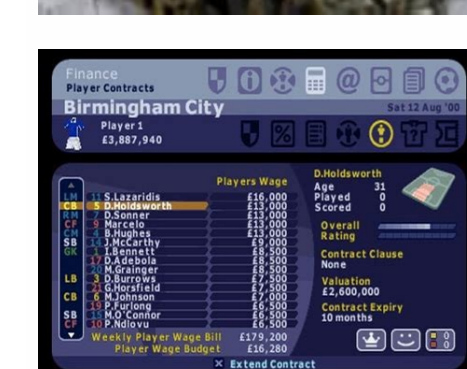 Finance
Player Contracts
Birmingham City
Sat 12 Aug '00
Player 1
£3,887,940
Players Wage
LM 11 S.Lazaridis £16,000
CB 5 D.Holdsworth £13,000
RM 7 D.Sonner £13,000
CF 9 Marcelo £13,000
CM 4 B.Hughes £13,000
SB 14 J.McCarthy £9,000
GK 1 I.Bennett £8,500
17 D.Adebola £8,500
20 M.Grainger £8,500
LB 3 D.Burrows £7,500
21 G.Horsfield £7,500
CB 6 M.Johnson £7,000
19 P.Furlong £6,500
SB 15 M.O'Connor £6,500
CF 10 P.Ndlovu £6,500
Weekly Player Wage Bill £179,200
Player Wage Budget £16,280
D.Holdsworth
Age 31
Played 0
Scored 0
Overall
Rating
Contract Clause
None
Valuation
£2,600,000
Contract Expiry
10 months
X Extend Contract